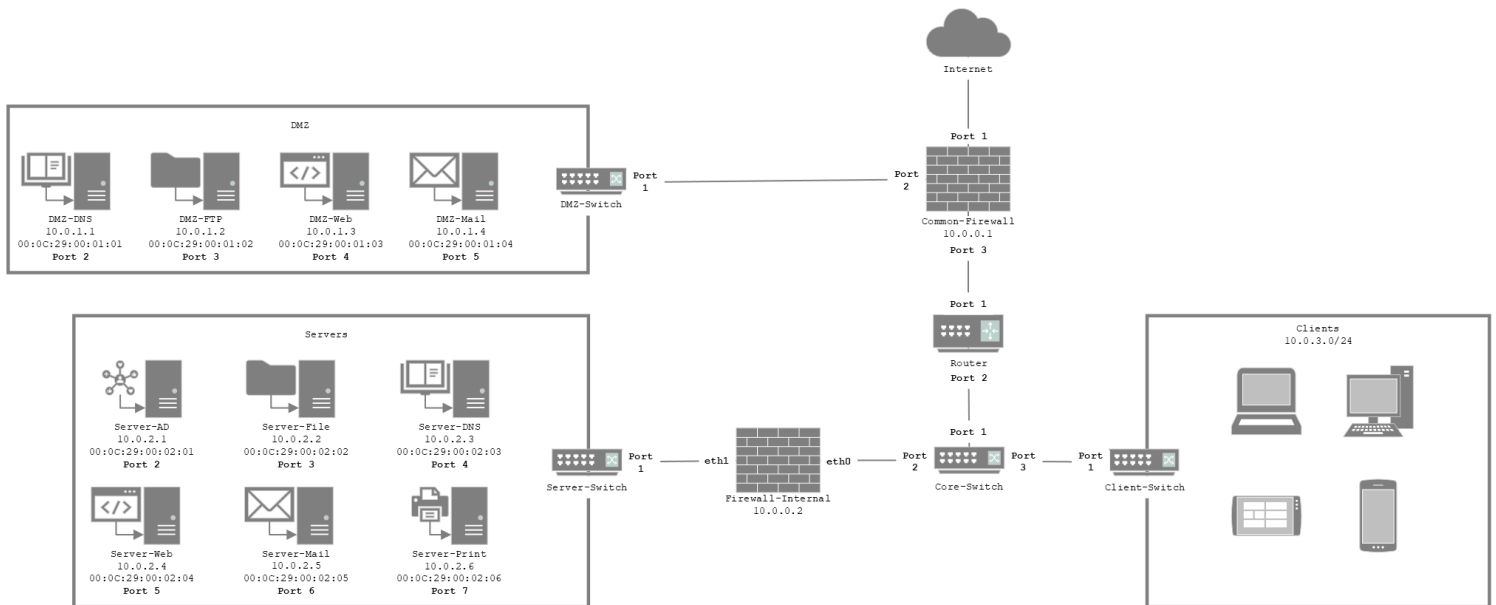 Internet
Port 1
DMZ
DMZ-DNS
10.0.1.1
00:0C:29:00:01:01
Port 2
DMZ-FTP
10.0.1.2
00:0C:29:00:01:02
Port 3
DMZ-Web
10.0.1.3
00:0C:29:00:01:03
Port 4
DMZ-Mail
10.0.1.4
00:0C:29:00:01:04
Port 5
DMZ-Switch
Port
1
Port
2
Common-Firewall
10.0.0.1
Port 3
Port 1
Router
Port 2
Servers
Server-AD
10.0.2.1
00:0C:29:00:02:01
Port 2
Server-File
10.0.2.2
00:0C:29:00:02:02
Port 3
Server-DNS
10.0.2.3
00:0C:29:00:02:03
Port 4
Server-Web
10.0.2.4
00:0C:29:00:02:04
Port 5
Server-Mail
10.0.2.5
00:0C:29:00:02:05
Port 6
Server-Print
10.0.2.6
00:0C:29:00:02:06
Port 7
Server-Switch
Port
1
eth1
Firewall-Internal
10.0.0.2
eth0
Port
2
Port 1
Core-Switch
Port
3
Port
1
Client-Switch
Clients
10.0.3.0/24